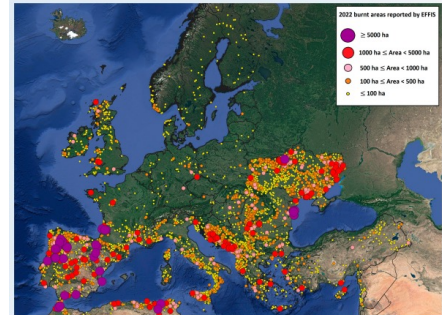 2022 burnt areas reported by EFFIS
≥ 5000 ha
1000 ha ≤ Area < 5000 ha
500 ha ≤ Area < 1000 ha
100 ha ≤ Area < 500 ha
≤ 100 ha